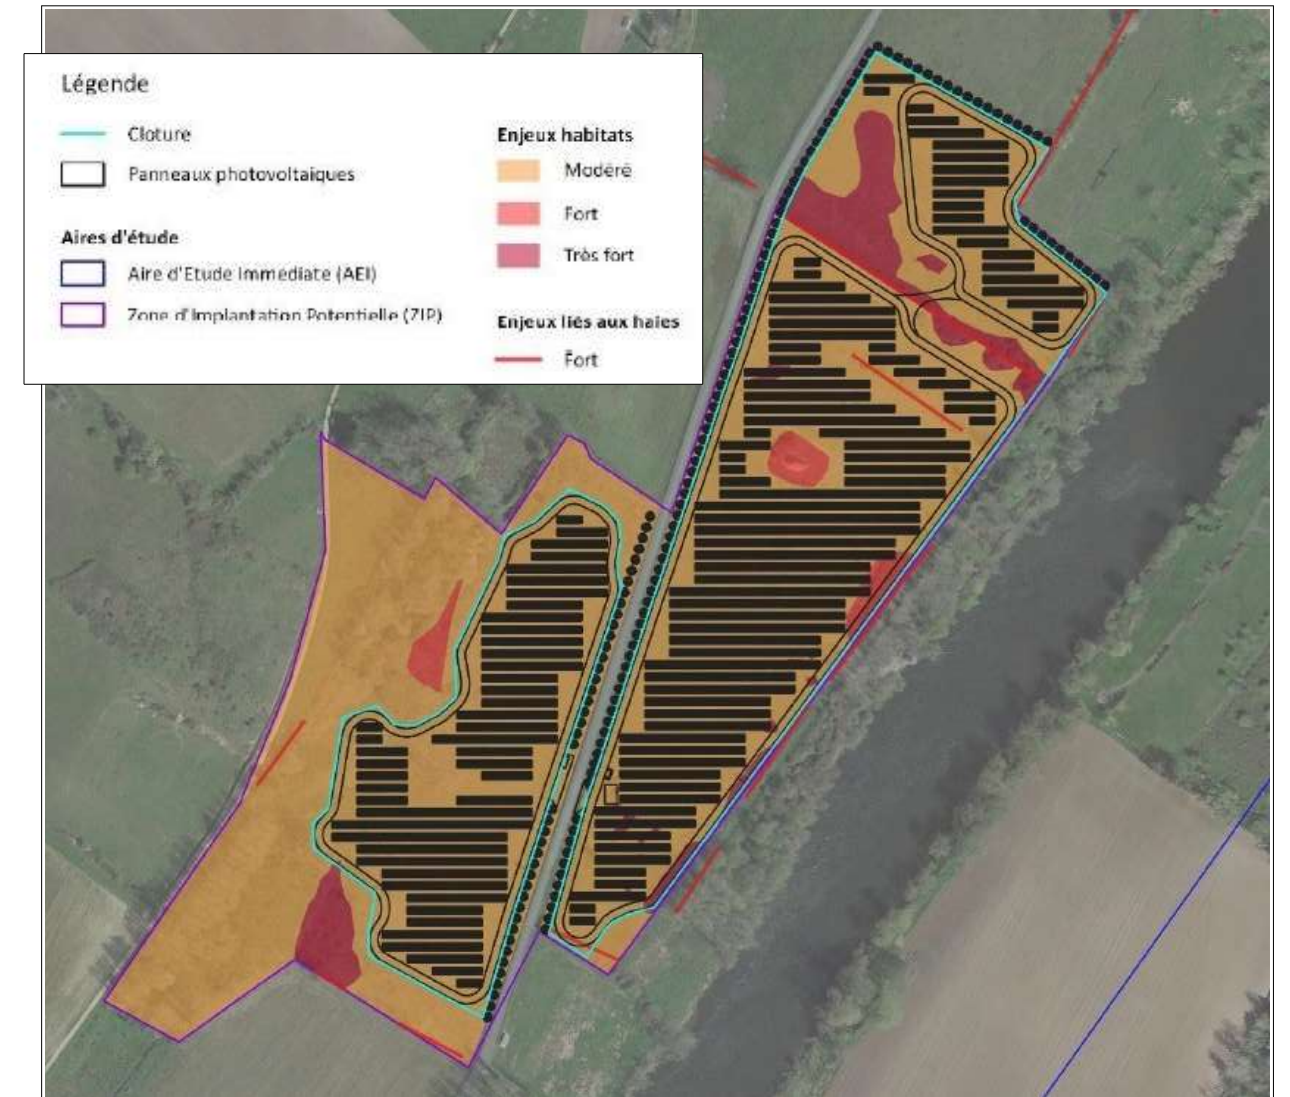 Légende
Cloture
Panneaux photovoltaiques
Aires d'étude
Aire d'Etude Immédiate (AEI)
Zone d'Implantation Potentielle (ZIP)
Enjeux habitats
Modéré
Fort
Très fort
Enjeux liés aux haies
Fort